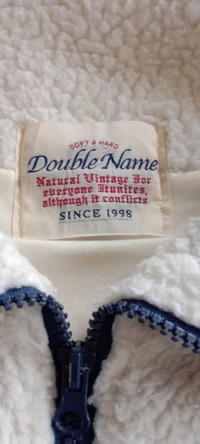 SOFT & HARD
Double Name
Natural Vintage For
everyone Itunites,
although it conflicts
SINCE 1998